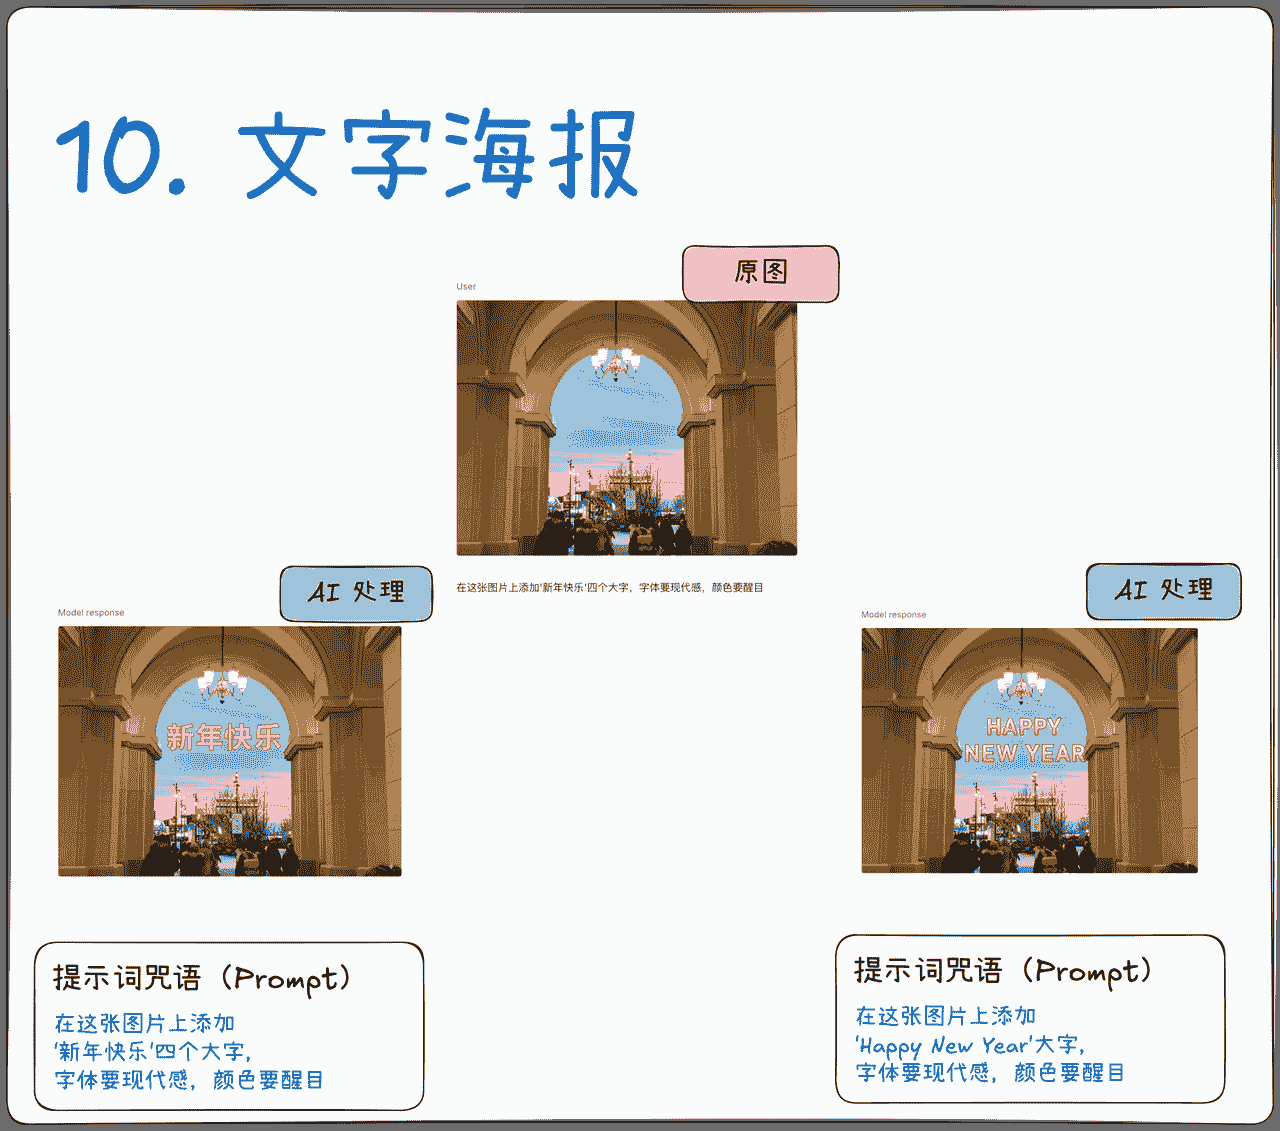 10. 文字海报
原图
User
在这张图片上添加'新年快乐'四个大字，字体要现代感，颜色要醒目
AI 处理
Model response
新年快乐
提示词咒语（Prompt）
在这张图片上添加
'新年快乐'四个大字，
字体要现代感，颜色要醒目
AI 处理
Model response
HAPPY
NEW YEAR
提示词咒语（Prompt）
在这张图片上添加
'Happy New Year'大字，
字体要现代感，颜色要醒目